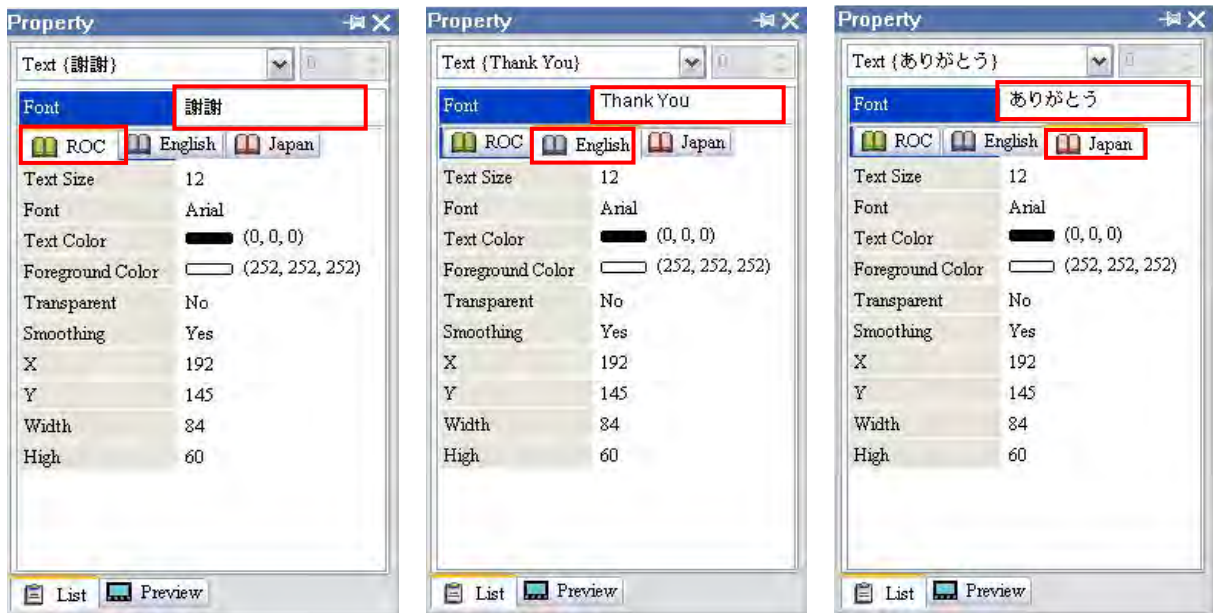 Property
Text {謝謝}
0
Font 謝謝
ROC English Japan
Text Size 12
Font Arial
Text Color (0, 0, 0)
Foreground Color (252, 252, 252)
Transparent No
Smoothing Yes
X 192
Y 145
Width 84
High 60
List Preview
Property
Text {Thank You}
0
Font Thank You
ROC English Japan
Text Size 12
Font Arial
Text Color (0, 0, 0)
Foreground Color (252, 252, 252)
Transparent No
Smoothing Yes
X 192
Y 145
Width 84
High 60
List Preview
Property
Text {ありがとう}
0
Font ありがとう
ROC English Japan
Text Size 12
Font Arial
Text Color (0, 0, 0)
Foreground Color (252, 252, 252)
Transparent No
Smoothing Yes
X 192
Y 145
Width 84
High 60
List Preview